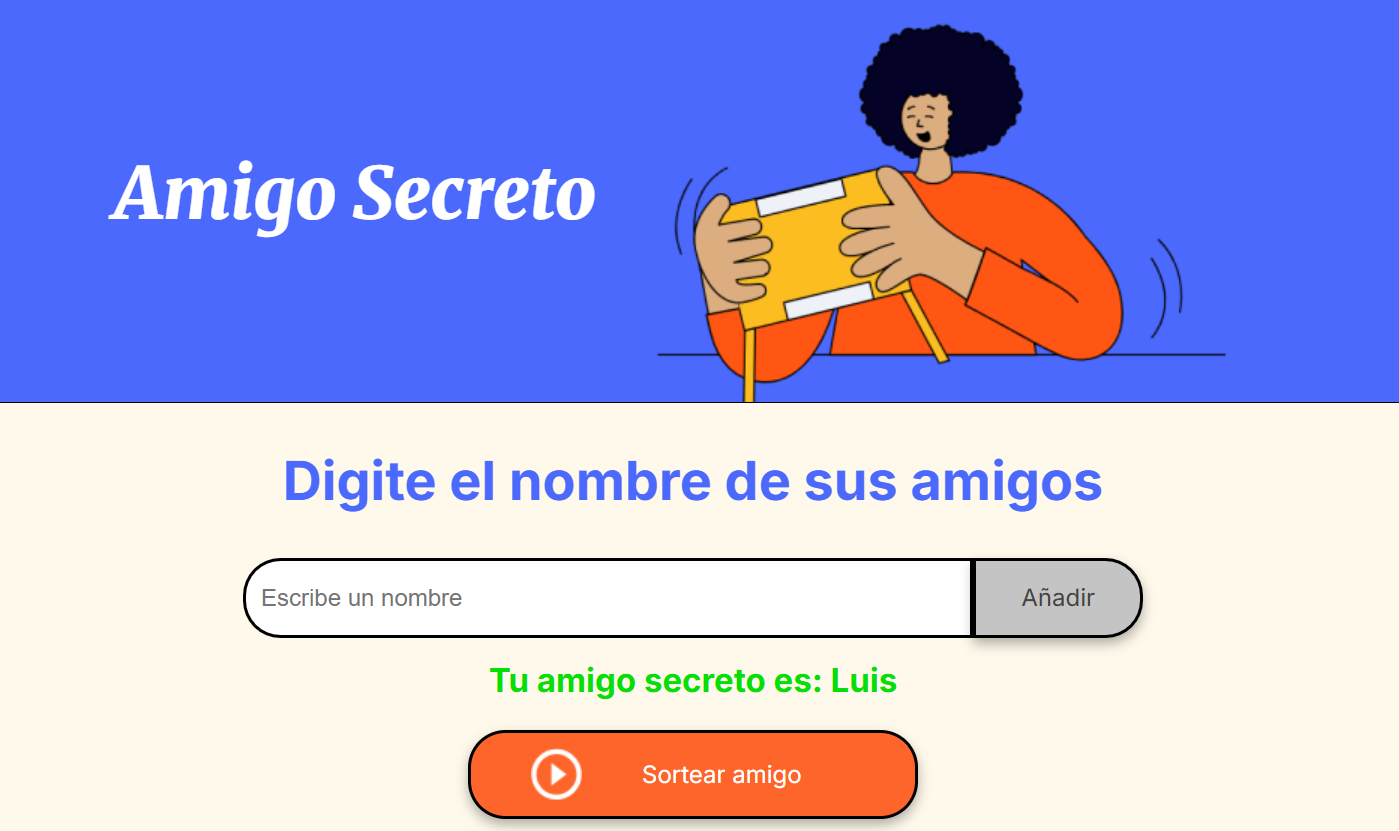 Amigo Secreto
Digite el nombre de sus amigos
Escribe un nombre
Añadir
Tu amigo secreto es: Luis
Sortear amigo